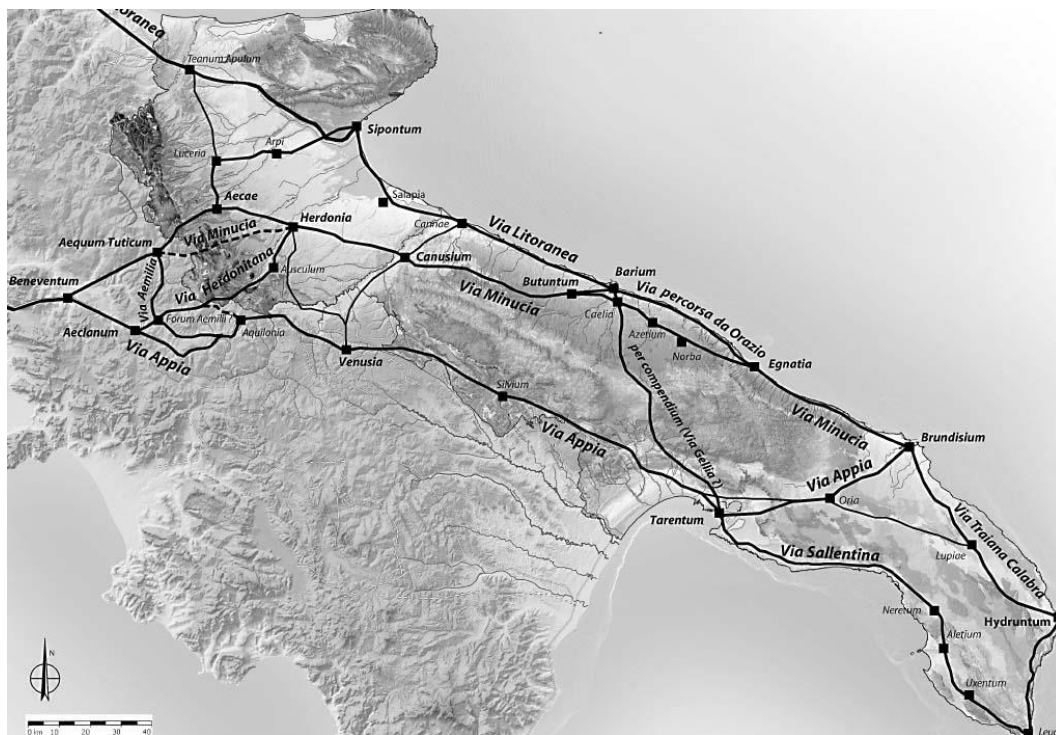 toranea
Teanum Apulum
Sipontum
Arpi
Luceria
Salapia
Aecae
Herdonia
Cannae
Via Litoranea
Via Minucia
Aequum Tuticum
Canusium
Ausculum
Via Herdonitana
Beneventum
Via Aemilia
Butuntum
Barium
Via Minucia
Via percorsa da Orazio
Caelia
Forum Aemilii ?
Aquilonia
Azetium
Aeclanum
Via Appia
Norba
Venusia
Egnatia
Silvium
per compendium (Via Gellia ?)
Via Minucia
Via Appia
Brundisium
Via Appia
Oria
Tarentum
Via Traiana Calabra
Via Sallentina
Lupiae
Neretum
Hydruntum
Aletium
Uxentum
N
0 km 10 20 30 40